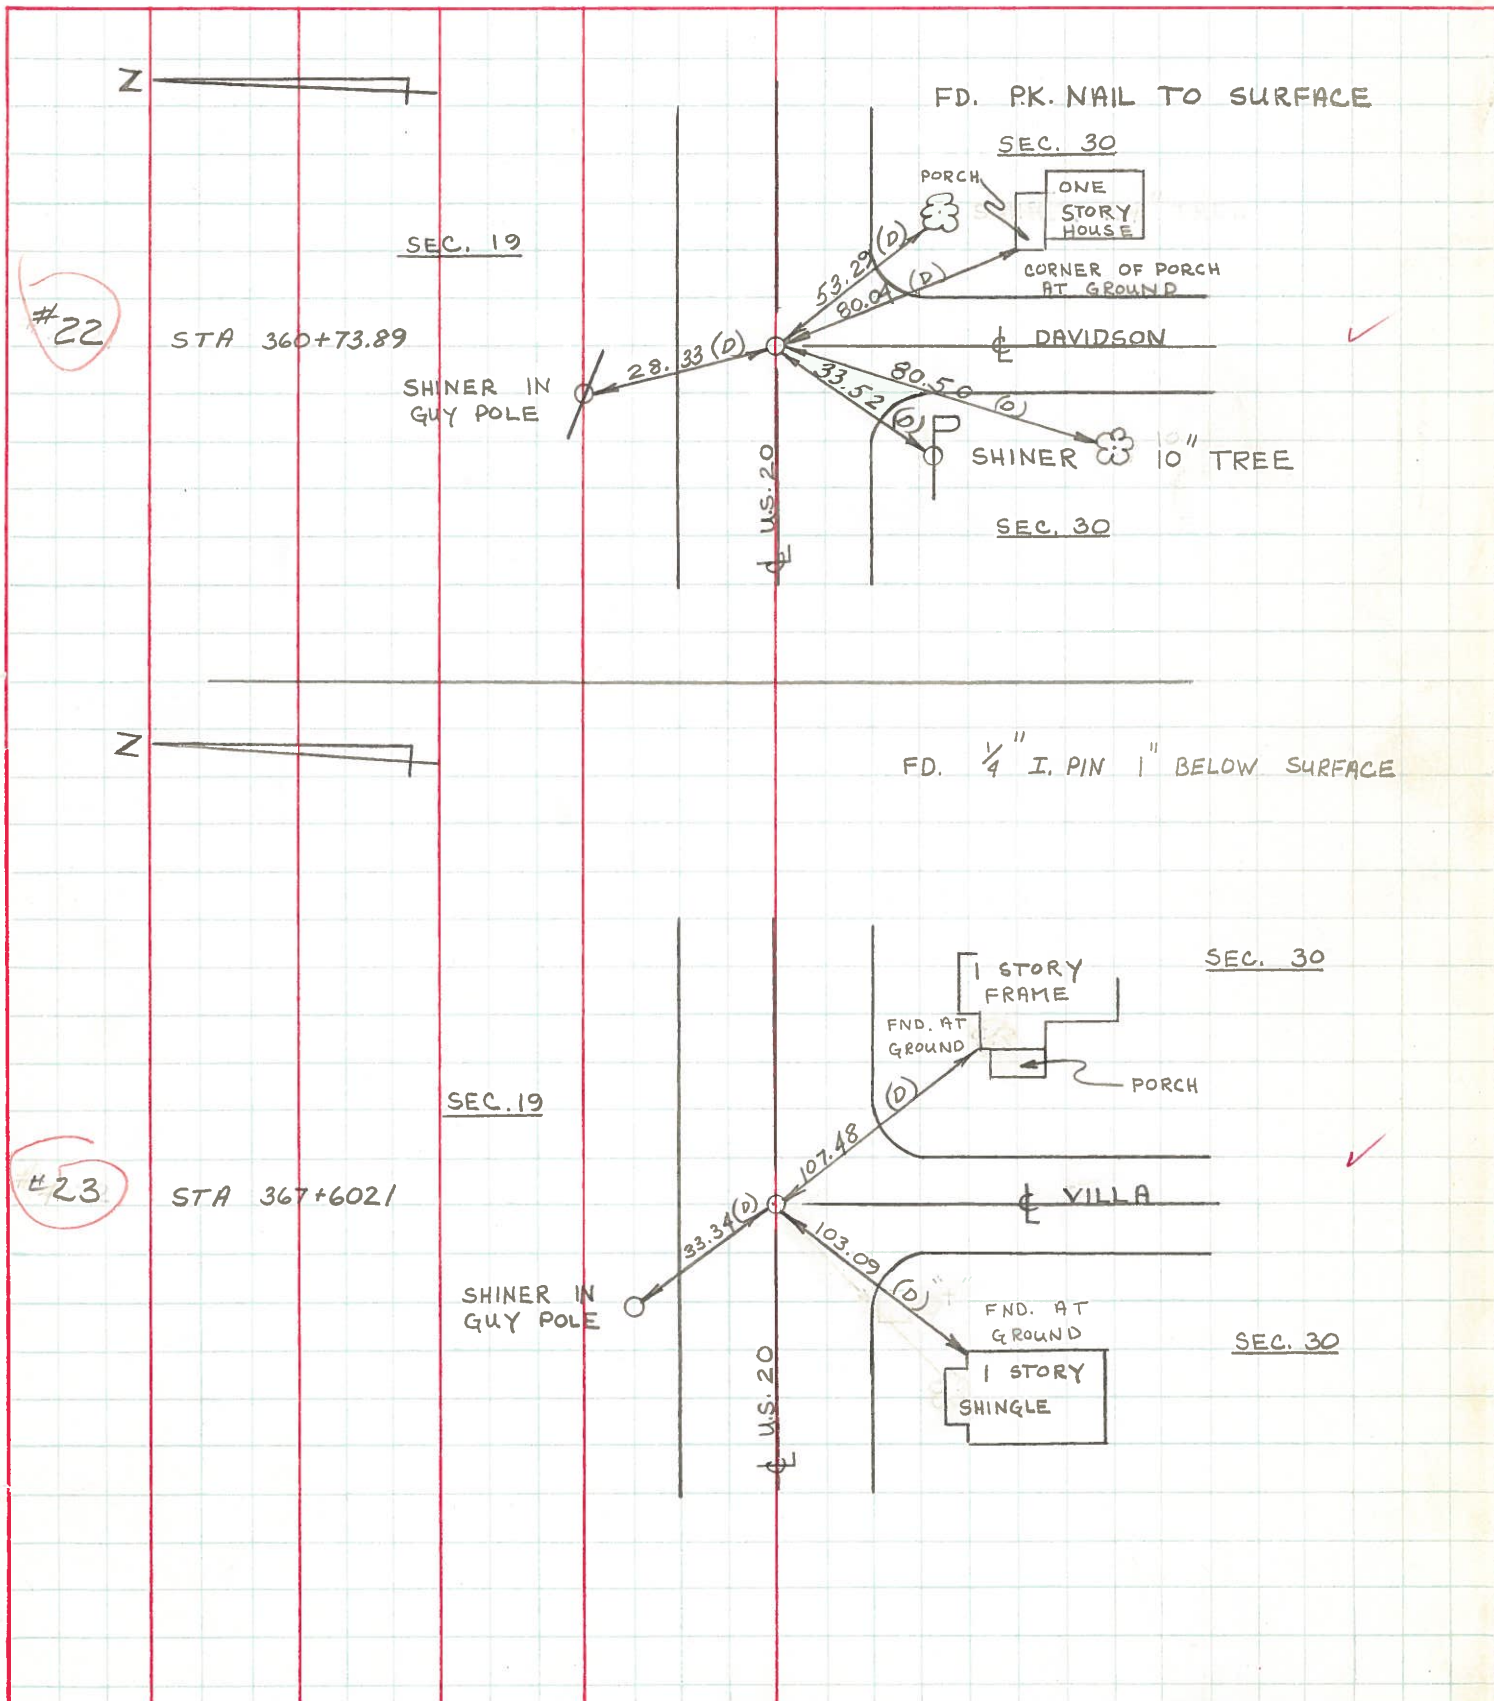 Z
FD. P.K. NAIL TO SURFACE
SEC. 30
PORCH
ONE
STORY
HOUSE
SEC. 19
53.29 (D)
80.04 (D)
CORNER OF PORCH
AT GROUND
#22
STA 360+73.89
℄ DAVIDSON
28.33 (D)
SHINER IN
GUY POLE
80.50 (D)
33.52 (D)
SHINER
10" TREE
℄ U.S. 20
SEC. 30
Z
FD. 1/4" I. PIN 1" BELOW SURFACE
SEC. 30
1 STORY
FRAME
FND. AT
GROUND
PORCH
SEC. 19
107.48 (D)
#23
STA 367+6021
℄ VILLA
33.34 (D)
103.09 (D)
SHINER IN
GUY POLE
FND. AT
GROUND
SEC. 30
1 STORY
SHINGLE
℄ U.S. 20